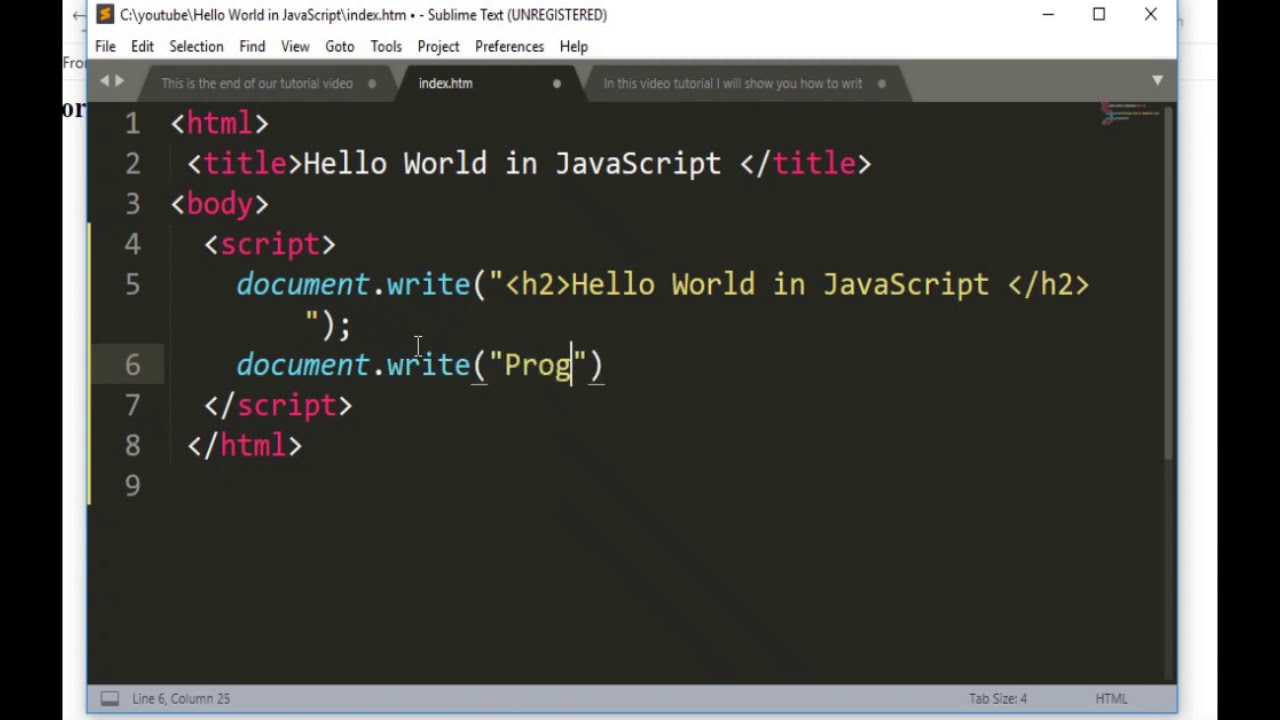 C:\youtube\Hello World in JavaScript\index.htm • - Sublime Text (UNREGISTERED)
File Edit Selection Find View Goto Tools Project Preferences Help
This is the end of our tutorial video index.htm In this video tutorial I will show you how to writ
1 <html>
2 <title>Hello World in JavaScript </title>
3 <body>
4 <script>
5 document.write("<h2>Hello World in JavaScript </h2>
");
6 document.write("Prog")
7 </script>
8 </html>
9
Line 6, Column 25 Tab Size: 4 HTML